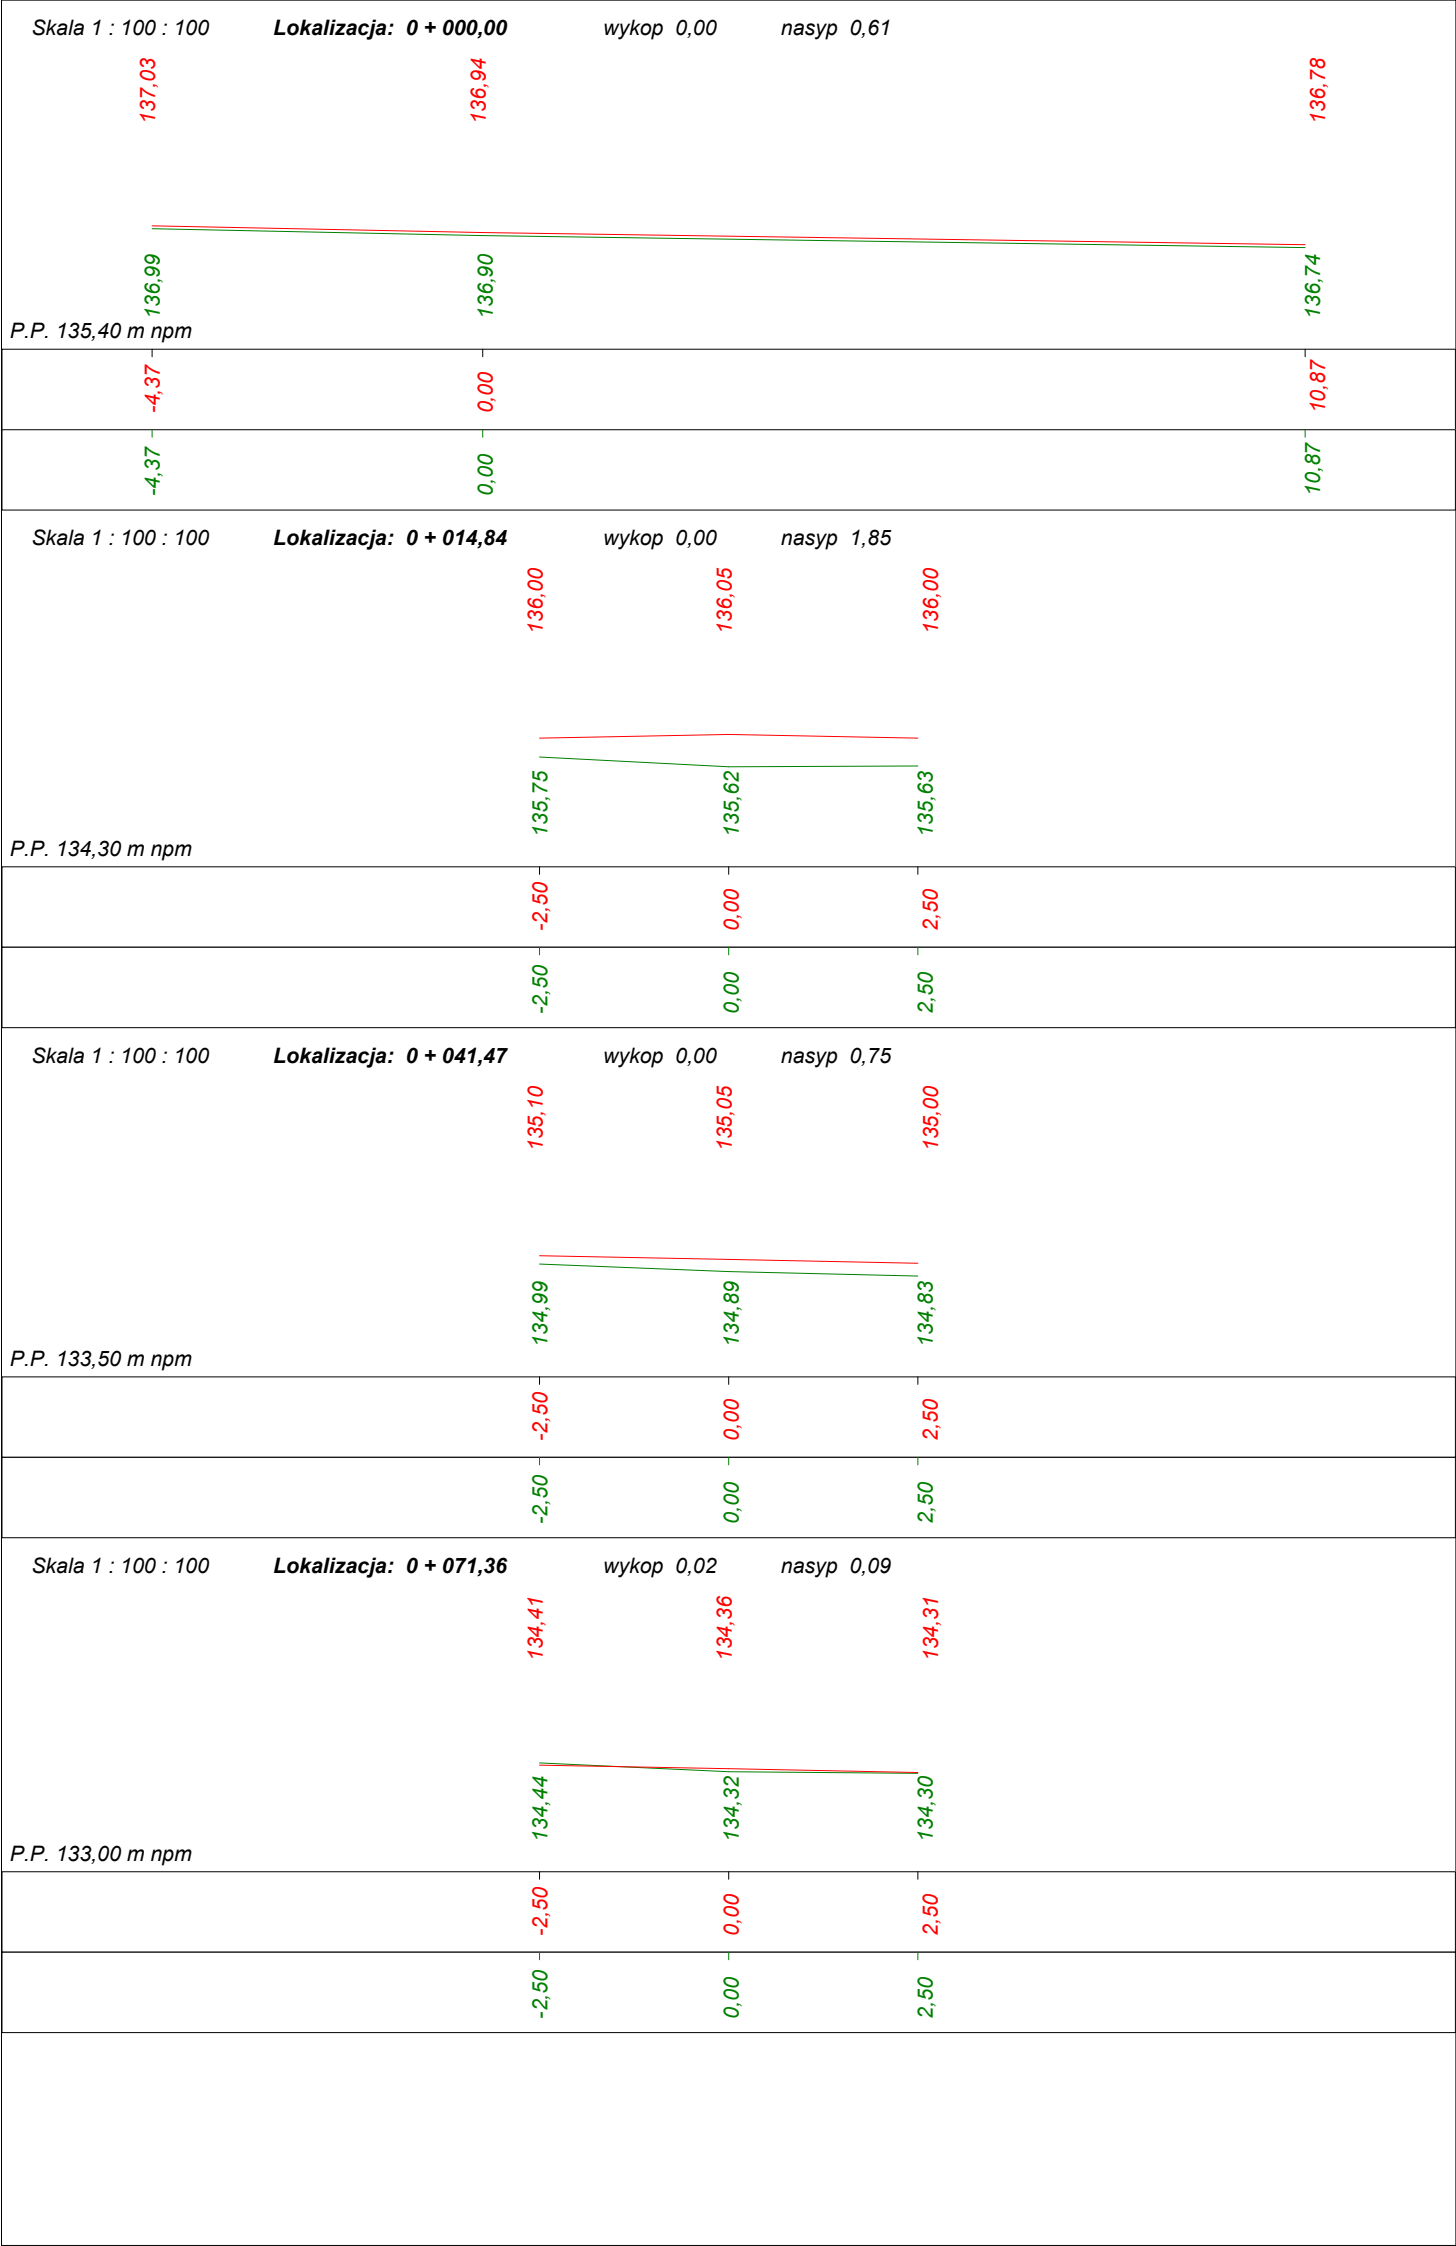 Skala 1 : 100 : 100 Lokalizacja: 0 + 000,00 wykop 0,00 nasyp 0,61
137,03 136,94 136,78
136,99 136,90 136,74
P.P. 135,40 m npm
-4,37 0,00 10,87
-4,37 0,00 10,87
Skala 1 : 100 : 100 Lokalizacja: 0 + 014,84 wykop 0,00 nasyp 1,85
136,00 136,05 136,00
135,75 135,62 135,63
P.P. 134,30 m npm
-2,50 0,00 2,50
-2,50 0,00 2,50
Skala 1 : 100 : 100 Lokalizacja: 0 + 041,47 wykop 0,00 nasyp 0,75
135,10 135,05 135,00
134,99 134,89 134,83
P.P. 133,50 m npm
-2,50 0,00 2,50
-2,50 0,00 2,50
Skala 1 : 100 : 100 Lokalizacja: 0 + 071,36 wykop 0,02 nasyp 0,09
134,41 134,36 134,31
134,44 134,32 134,30
P.P. 133,00 m npm
-2,50 0,00 2,50
-2,50 0,00 2,50